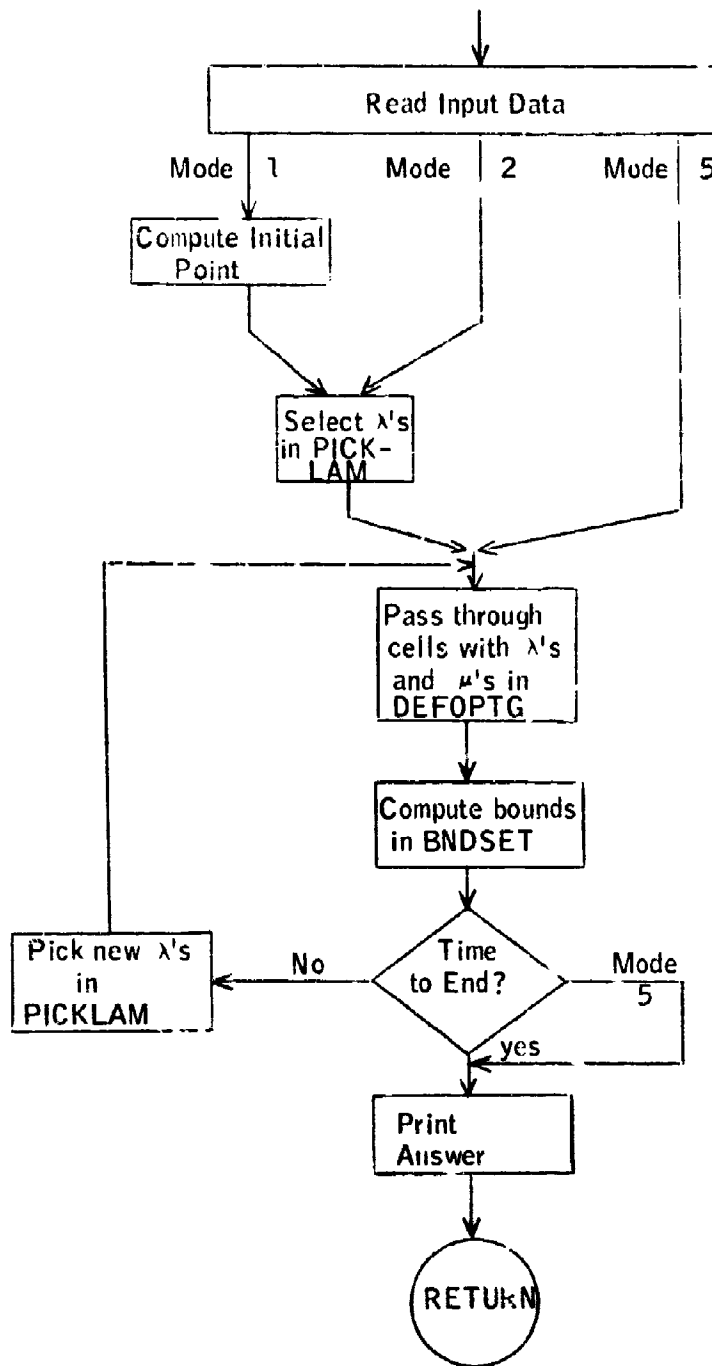 Read Input Data
Mode 1
Mode 2
Mode 5
Compute Initial
Point
Select λ's
in PICK-
LAM
Pass through
cells with λ's
and μ's in
DEFOPTG
Compute bounds
in BNDSET
Time
to End?
No
Mode
5
yes
Pick new λ's
in
PICKLAM
Print
Answer
RETURN